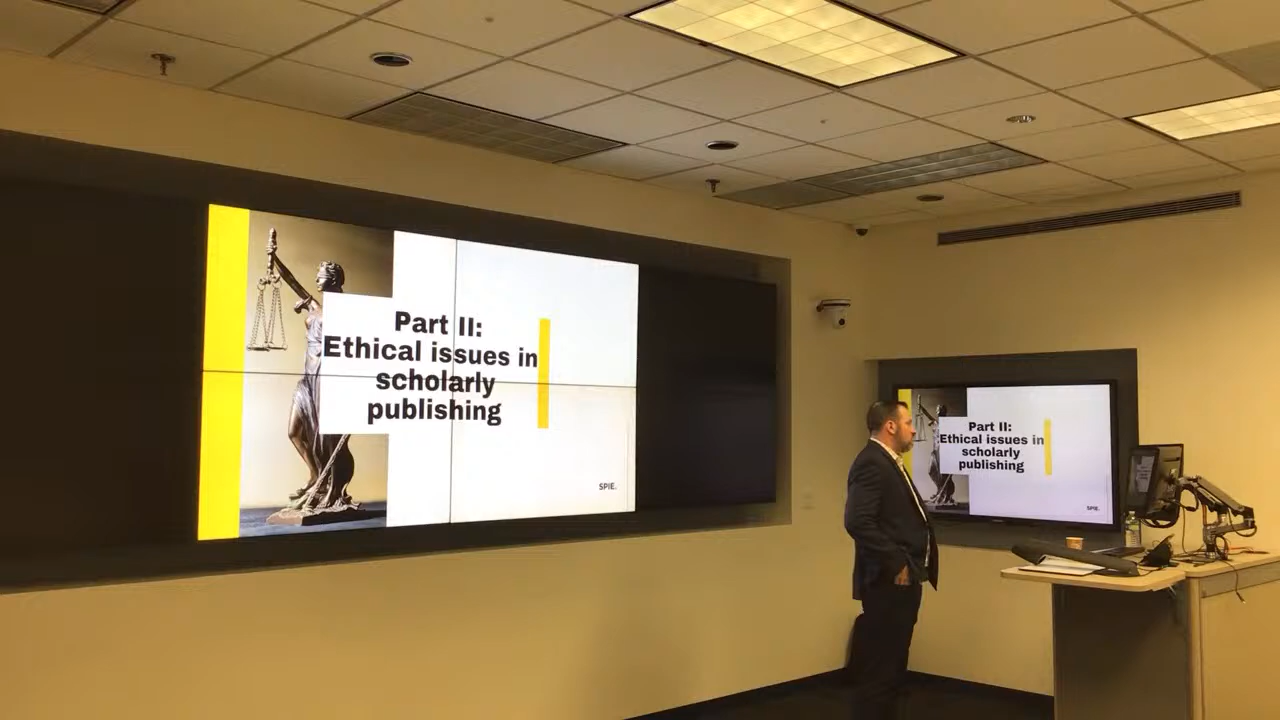 Part II:
Ethical issues in
scholarly
publishing
SPIE.
Part II:
Ethical issues in
scholarly
publishing
SPIE.